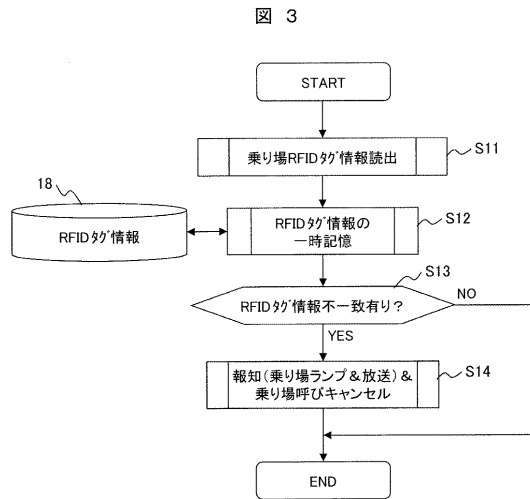 図 3
START
乗り場RFIDタグ情報読出
S11
18
RFIDタグ情報
RFIDタグ情報の
一時記憶
S12
S13
RFIDタグ情報不一致有り？
NO
YES
報知(乗り場ランプ＆放送)＆
乗り場呼びキャンセル
S14
END